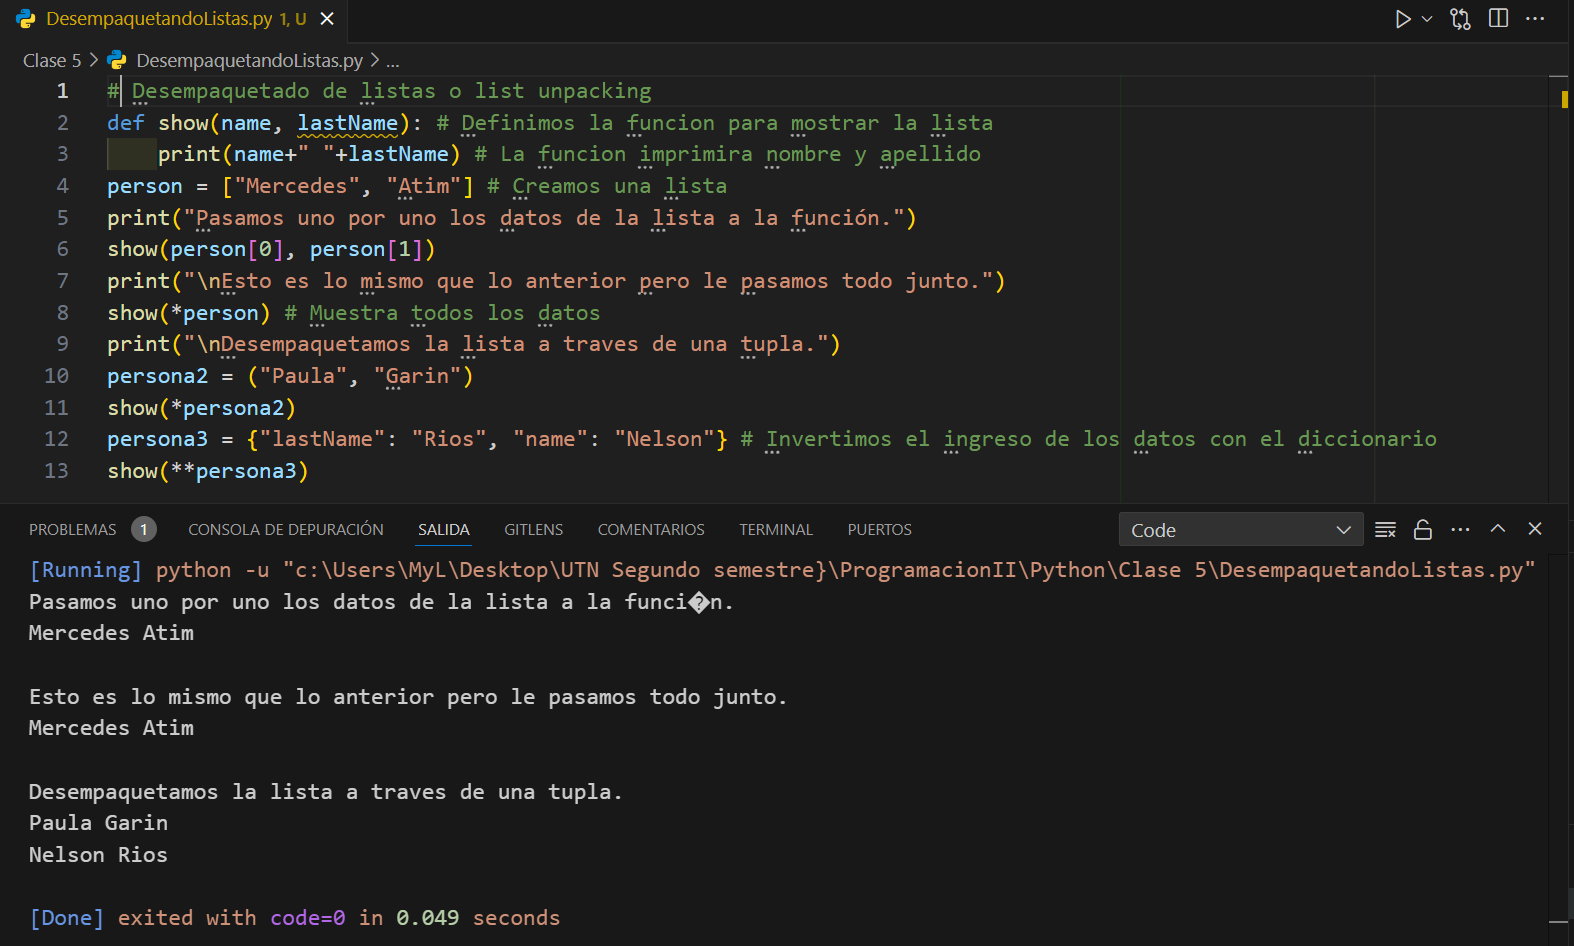 DesempaquetandoListas.py 1, U
Clase 5 > DesempaquetandoListas.py > ...
1 # Desempaquetado de listas o list unpacking
2 def show(name, lastName): # Definimos la funcion para mostrar la lista
3     print(name+" "+lastName) # La funcion imprimira nombre y apellido
4 person = ["Mercedes", "Atim"] # Creamos una lista
5 print("Pasamos uno por uno los datos de la lista a la función.")
6 show(person[0], person[1])
7 print("\nEsto es lo mismo que lo anterior pero le pasamos todo junto.")
8 show(*person) # Muestra todos los datos
9 print("\nDesempaquetamos la lista a traves de una tupla.")
10 persona2 = ("Paula", "Garin")
11 show(*persona2)
12 persona3 = {"lastName": "Rios", "name": "Nelson"} # Invertimos el ingreso de los datos con el diccionario
13 show(**persona3)
PROBLEMAS 1 CONSOLA DE DEPURACIÓN SALIDA GITLENS COMENTARIOS TERMINAL PUERTOS Code
[Running] python -u "c:\Users\MyL\Desktop\UTN Segundo semestre}\ProgramacionII\Python\Clase 5\DesempaquetandoListas.py"
Pasamos uno por uno los datos de la lista a la funci�n.
Mercedes Atim
Esto es lo mismo que lo anterior pero le pasamos todo junto.
Mercedes Atim
Desempaquetamos la lista a traves de una tupla.
Paula Garin
Nelson Rios
[Done] exited with code=0 in 0.049 seconds